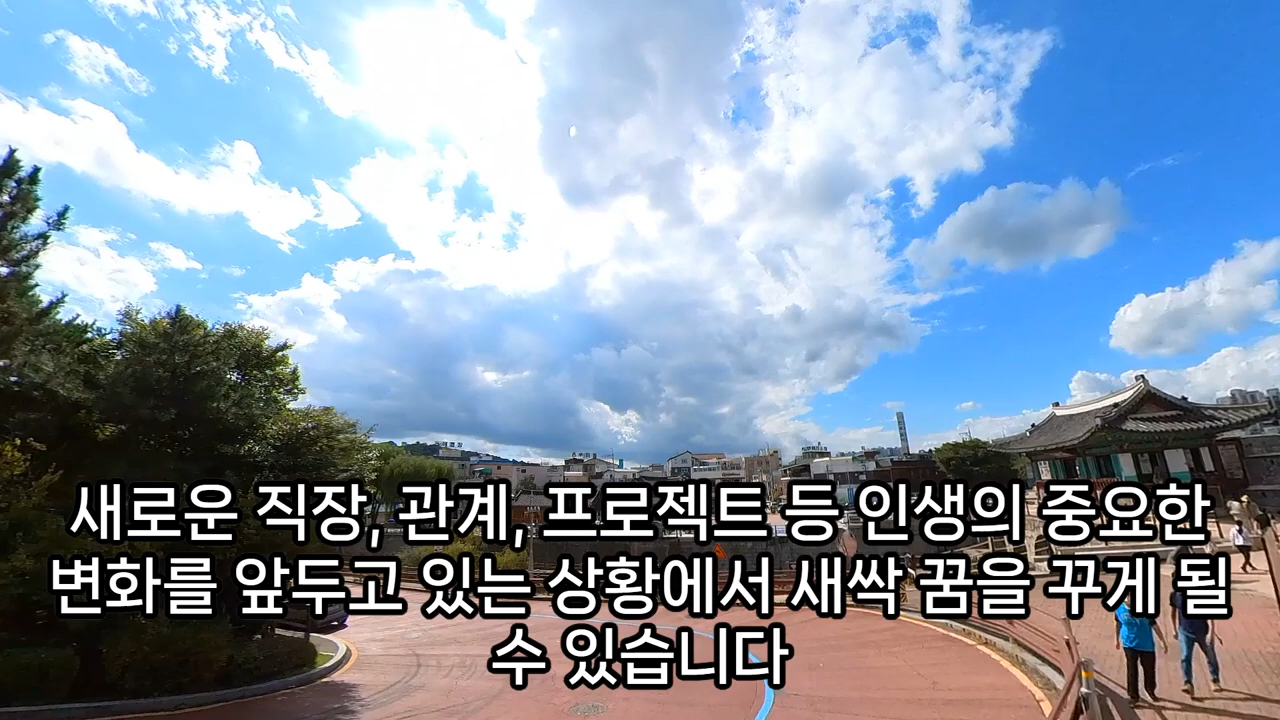 새로운 직장, 관계, 프로젝트 등 인생의 중요한
변화를 앞두고 있는 상황에서 새싹 꿈을 꾸게 될
수 있습니다